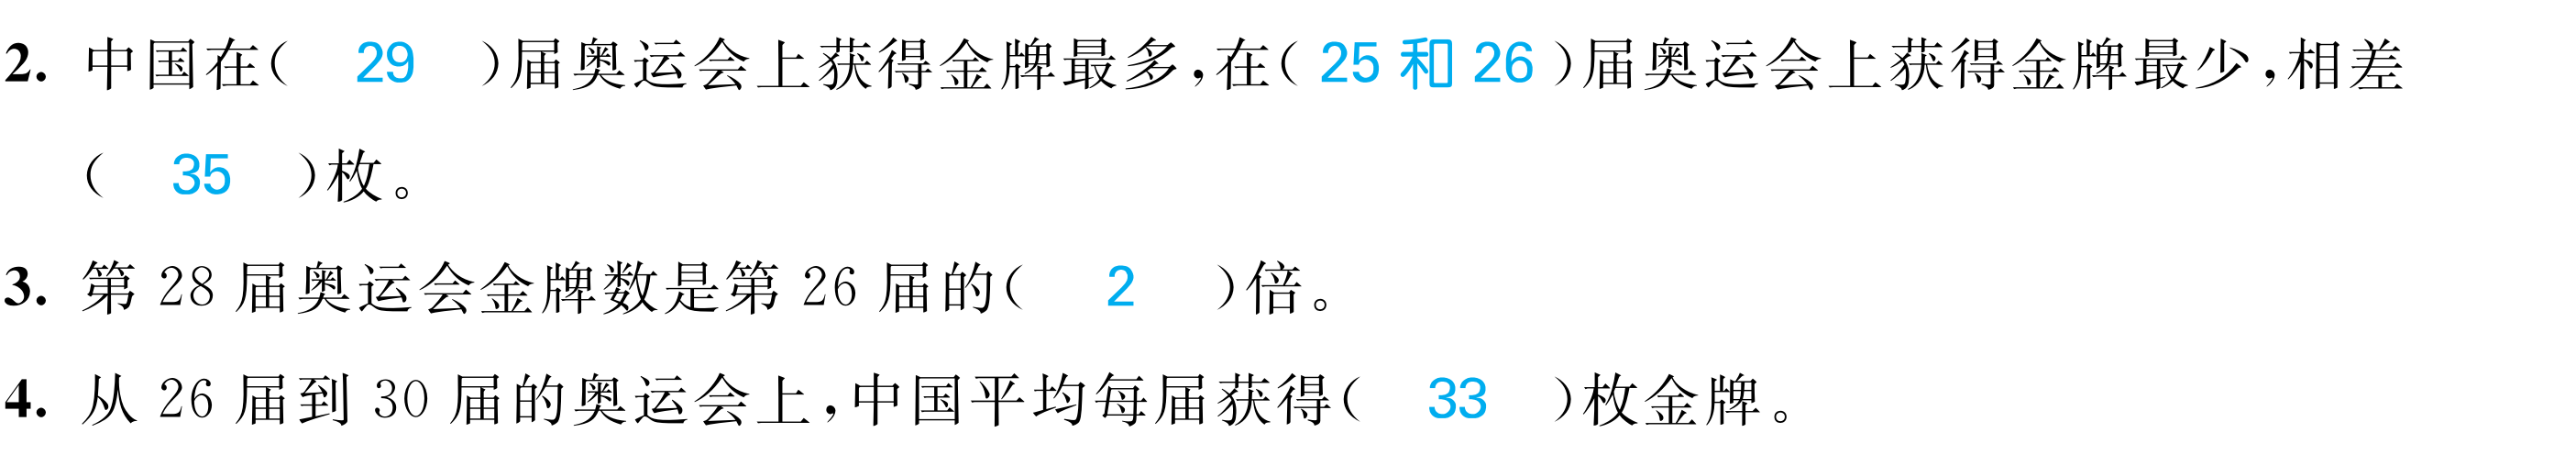 2. 中国在( 29 )届奥运会上获得金牌最多,在( 25 和 26 )届奥运会上获得金牌最少,相差
( 35 )枚。
3. 第 28 届奥运会金牌数是第 26 届的( 2 )倍。
4. 从 26 届到 30 届的奥运会上,中国平均每届获得( 33 )枚金牌。